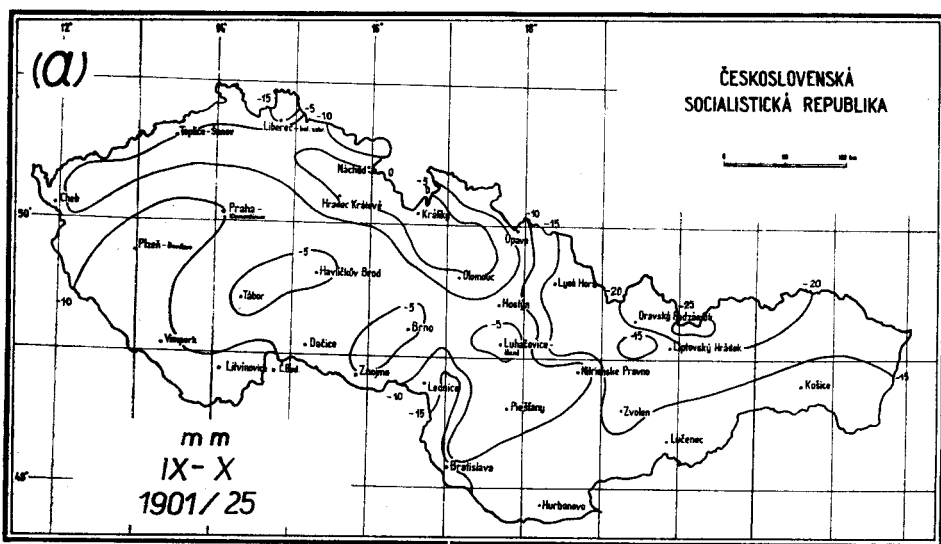 12° 14° 16° 18°
(a)
ČESKOSLOVENSKÁ
SOCIALISTICKÁ REPUBLIKA
-15 -5 -10
Liberec
Teplice-Šanov
Náchod 0
Cheb
-5 0
50°
Praha-
Hradec Králové
Králíky
-10 -15
Opava
Plzeň-
-5
Havlíčkův Brod
Olomouc
Lysá Hora
-10
Tábor
Hostýn
-20 -25 -20
-5
Brno
-5
Oravský Podzámok
Vimperk
Dačice
Luhačovice-
-15
Liptovský Hrádok
Litvínovice
Znojmo
Nitrianske Pravno
-15
-10
Lednice
Košice
-15
Piešťany
Zvolen
mm
Lučenec
IX-X
Bratislava
48°
1901/25
Hurbanovo